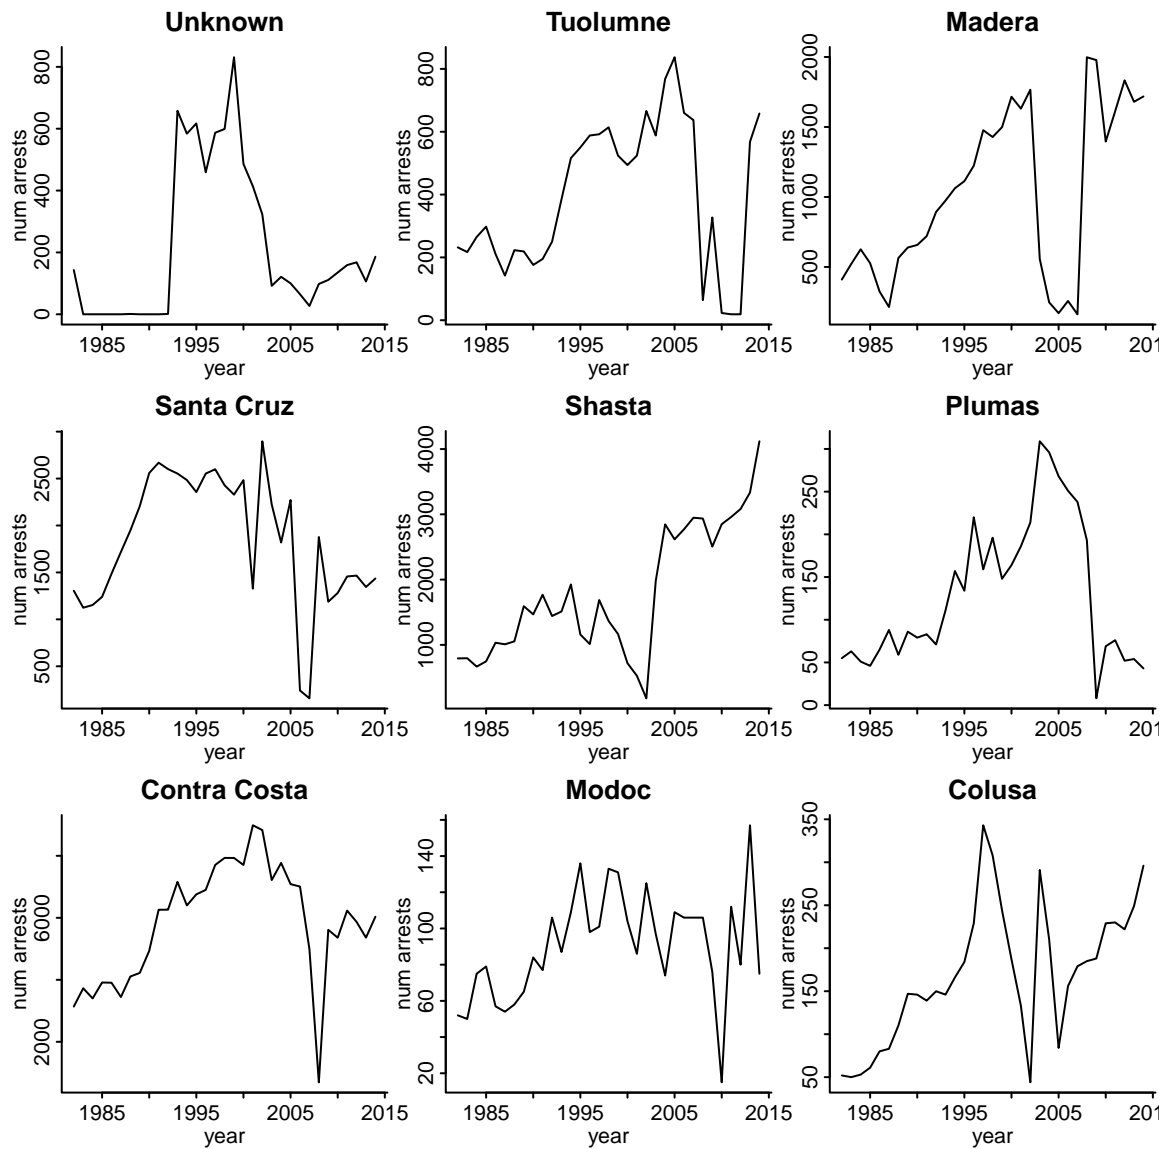 Unknown
num arrests
0 200 400 600 800
1985 1995 2005 2015
year
Tuolumne
num arrests
0 200 400 600 800
1985 1995 2005 2015
year
Madera
num arrests
500 1000 1500 2000
1985 1995 2005 201
year
Santa Cruz
num arrests
500 1500 2500
1985 1995 2005 2015
year
Shasta
num arrests
1000 2000 3000 4000
1985 1995 2005 2015
year
Plumas
num arrests
0 50 150 250
1985 1995 2005 201
year
Contra Costa
num arrests
2000 6000
1985 1995 2005 2015
year
Modoc
num arrests
20 60 100 140
1985 1995 2005 2015
year
Colusa
num arrests
50 150 250 350
1985 1995 2005 201
year